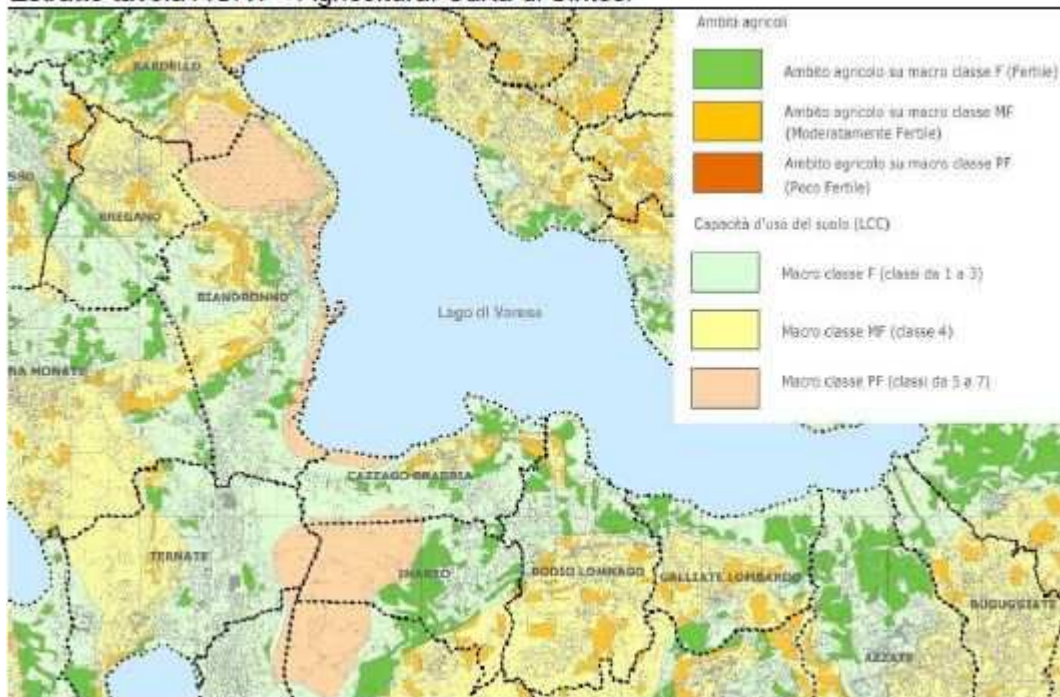 Ambiti agricoli
Ambito agricolo su macro classe F (Fertile)
Ambito agricolo su macro classe MF
(Moderatamente Fertile)
Ambito agricolo su macro classe PF
(Poco Fertile)
Capacità d'uso del suolo (LCC)
Macro classe F (classi da 1 a 3)
Macro classe MF (classe 4)
Macro classe PF (classi da 5 a 7)
BARDELLO
BREGANO
BIANDRONNO
Lago di Varese
RA MONATE
CAZZAGO BRABBIA
TERNATE
INARZO
BODIO LOMNAGO
GALLIATE LOMBARDO
BUGUGGIATE
AZZATE